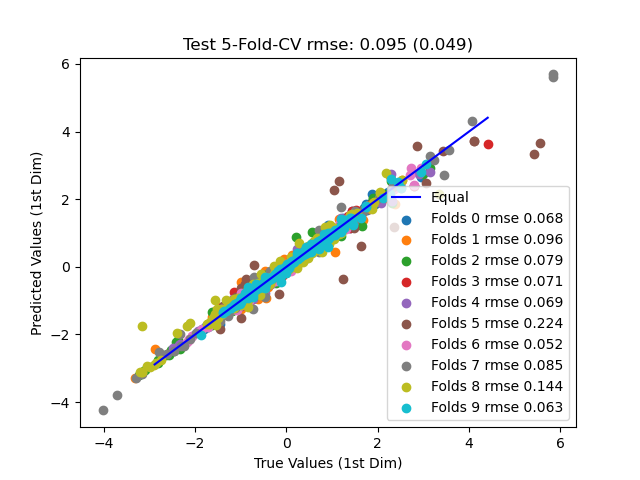 Test 5-Fold-CV rmse: 0.095 (0.049)
Predicted Values (1st Dim)
6
4
2
0
−2
−4
Equal
Folds 0 rmse 0.068
Folds 1 rmse 0.096
Folds 2 rmse 0.079
Folds 3 rmse 0.071
Folds 4 rmse 0.069
Folds 5 rmse 0.224
Folds 6 rmse 0.052
Folds 7 rmse 0.085
Folds 8 rmse 0.144
Folds 9 rmse 0.063
−4 −2 0 2 4 6
True Values (1st Dim)